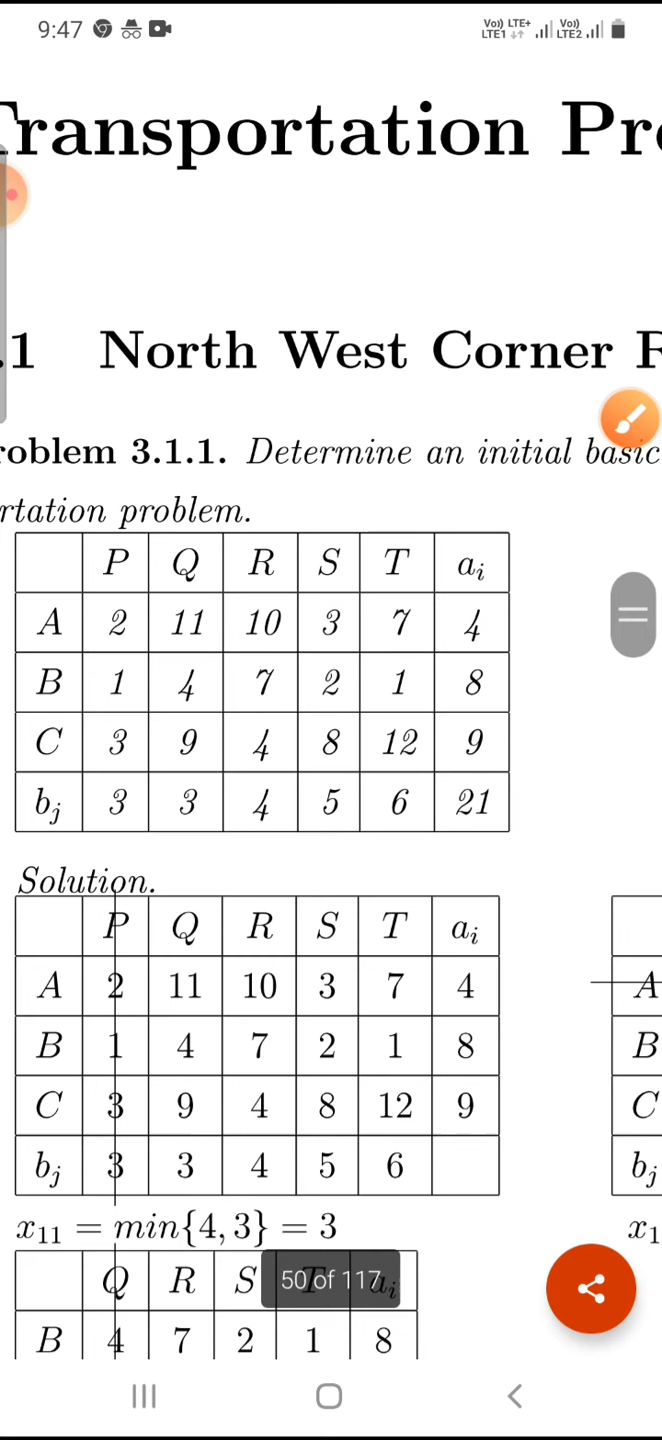 9:47 Vo)) LTE+ Vo))
LTE1 LTE2
Transportation Pr
.1 North West Corner
roblem 3.1.1. Determine an initial basic
rtation problem.
P Q R S T aᵢ
A 2 11 10 3 7 4
B 1 4 7 2 1 8
C 3 9 4 8 12 9
bⱼ 3 3 4 5 6 21
Solution.
P Q R S T aᵢ
A 2 11 10 3 7 4 A
B 1 4 7 2 1 8 B
C 3 9 4 8 12 9 C
bⱼ 3 3 4 5 6 bⱼ
x₁₁ = min{4, 3} = 3 x₁
Q R S 50 of 117
B 4 7 2 1 8